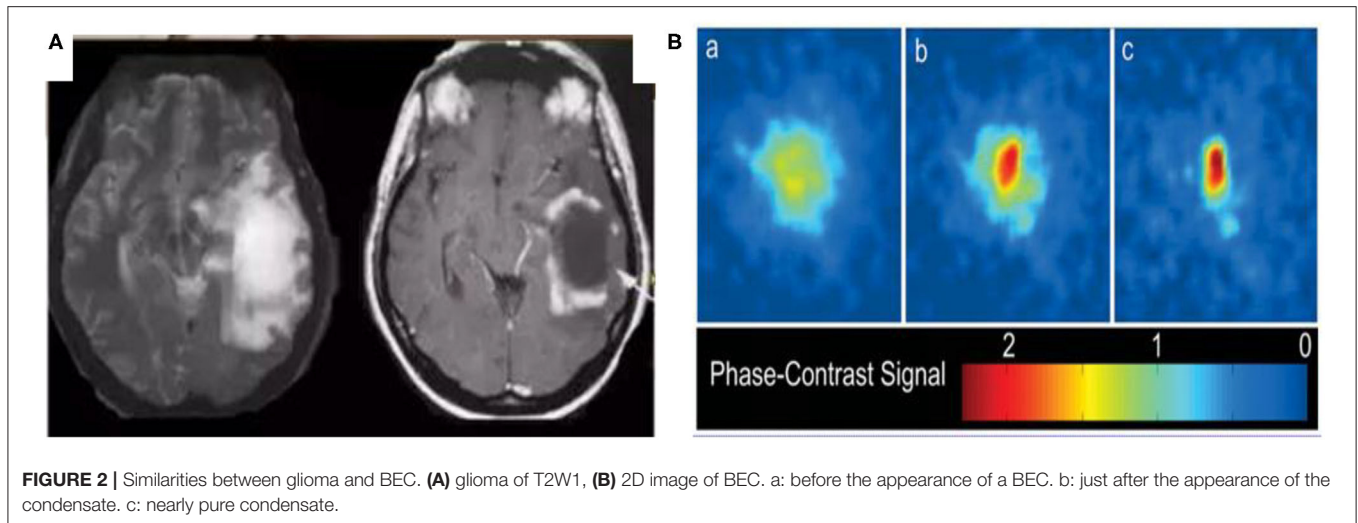 A
B
a
b
c
2 1 0
Phase-Contrast Signal
FIGURE 2 | Similarities between glioma and BEC. (A) glioma of T2W1, (B) 2D image of BEC. a: before the appearance of a BEC. b: just after the appearance of the
condensate. c: nearly pure condensate.